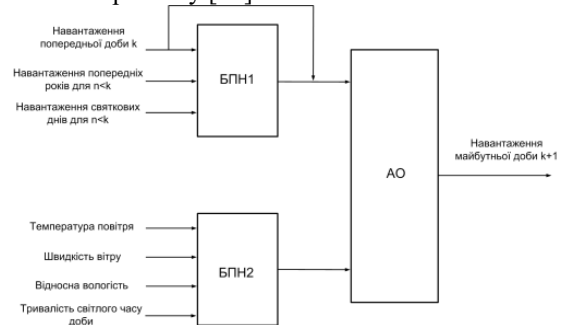 Навантаження
попередньої доби k
Навантаження попередніх
років для n<k
Навантаження святкових
днів для n<k
БПН1
АО
Навантаження
майбутньої доби k+1
Температура повітря
Швидкість вітру
Відносна вологість
Тривалість світлого часу
доби
БПН2